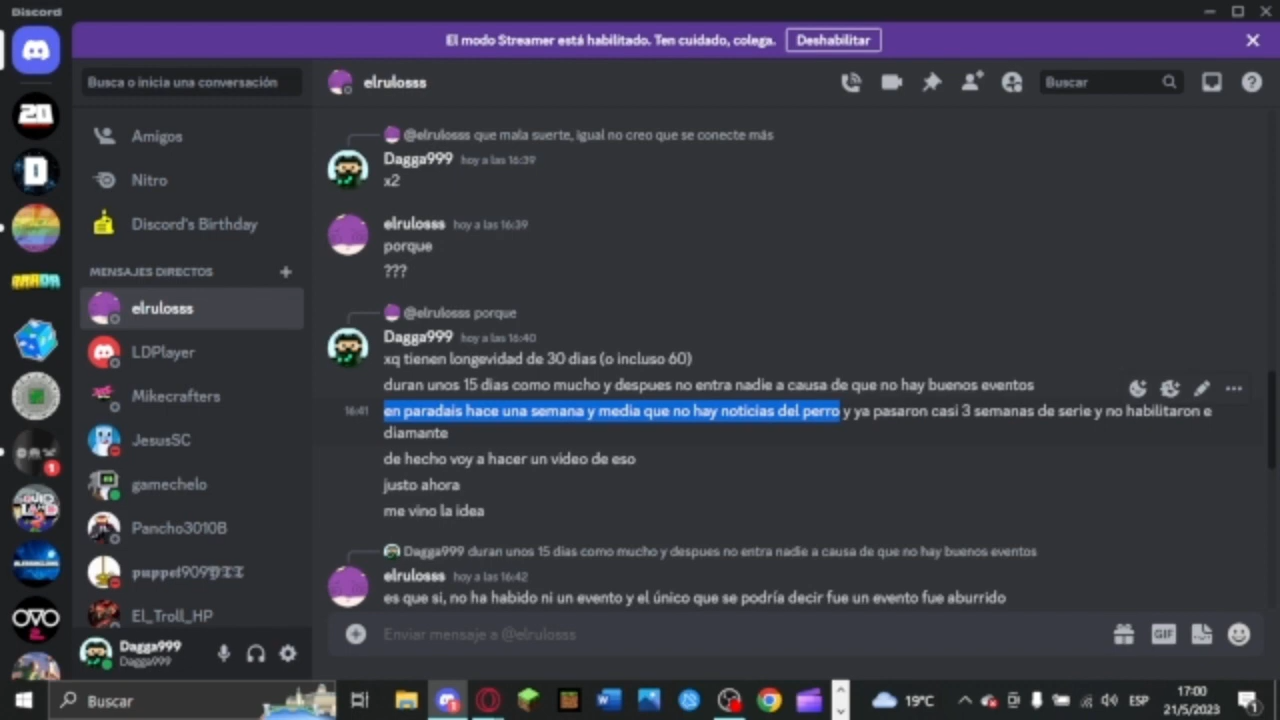 Discord
El modo Streamer está habilitado. Ten cuidado, colega.
Deshabilitar
Busca o inicia una conversación
elrulosss
Buscar
Amigos
Nitro
Discord's Birthday
MENSAJES DIRECTOS
elrulosss
LDPlayer
Mikecrafters
JesusSC
gamechelo
Pancho3010B
El_Troll_HP
Dagga999
Dagga999
@elrulosss que mala suerte, igual no creo que se conecte más
Dagga999 hoy a las 16:39
x2
elrulosss hoy a las 16:39
porque
???
@elrulosss porque
Dagga999 hoy a las 16:40
xq tienen longevidad de 30 dias (o incluso 60)
duran unos 15 dias como mucho y despues no entra nadie a causa de que no hay buenos eventos
16:41 en paradais hace una semana y media que no hay noticias del perro y ya pasaron casi 3 semanas de serie y no habilitaron e
diamante
de hecho voy a hacer un video de eso
justo ahora
me vino la idea
Dagga999 duran unos 15 dias como mucho y despues no entra nadie a causa de que no hay buenos eventos
elrulosss hoy a las 16:42
es que si, no ha habido ni un evento y el único que se podría decir fue un evento fue aburrido
Enviar mensaje a @elrulosss
GIF
Buscar
19°C
ESP
17:00
21/5/2023